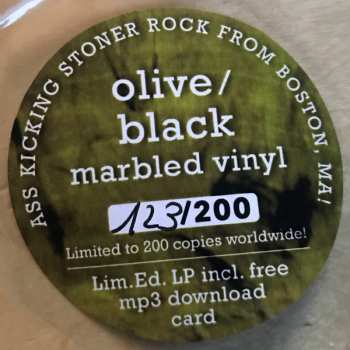 ASS KICKING STONER ROCK FROM BOSTON, MA!
olive/
black
marbled vinyl
123/200
Limited to 200 copies worldwide!
Lim.Ed. LP incl. free
mp3 download
card